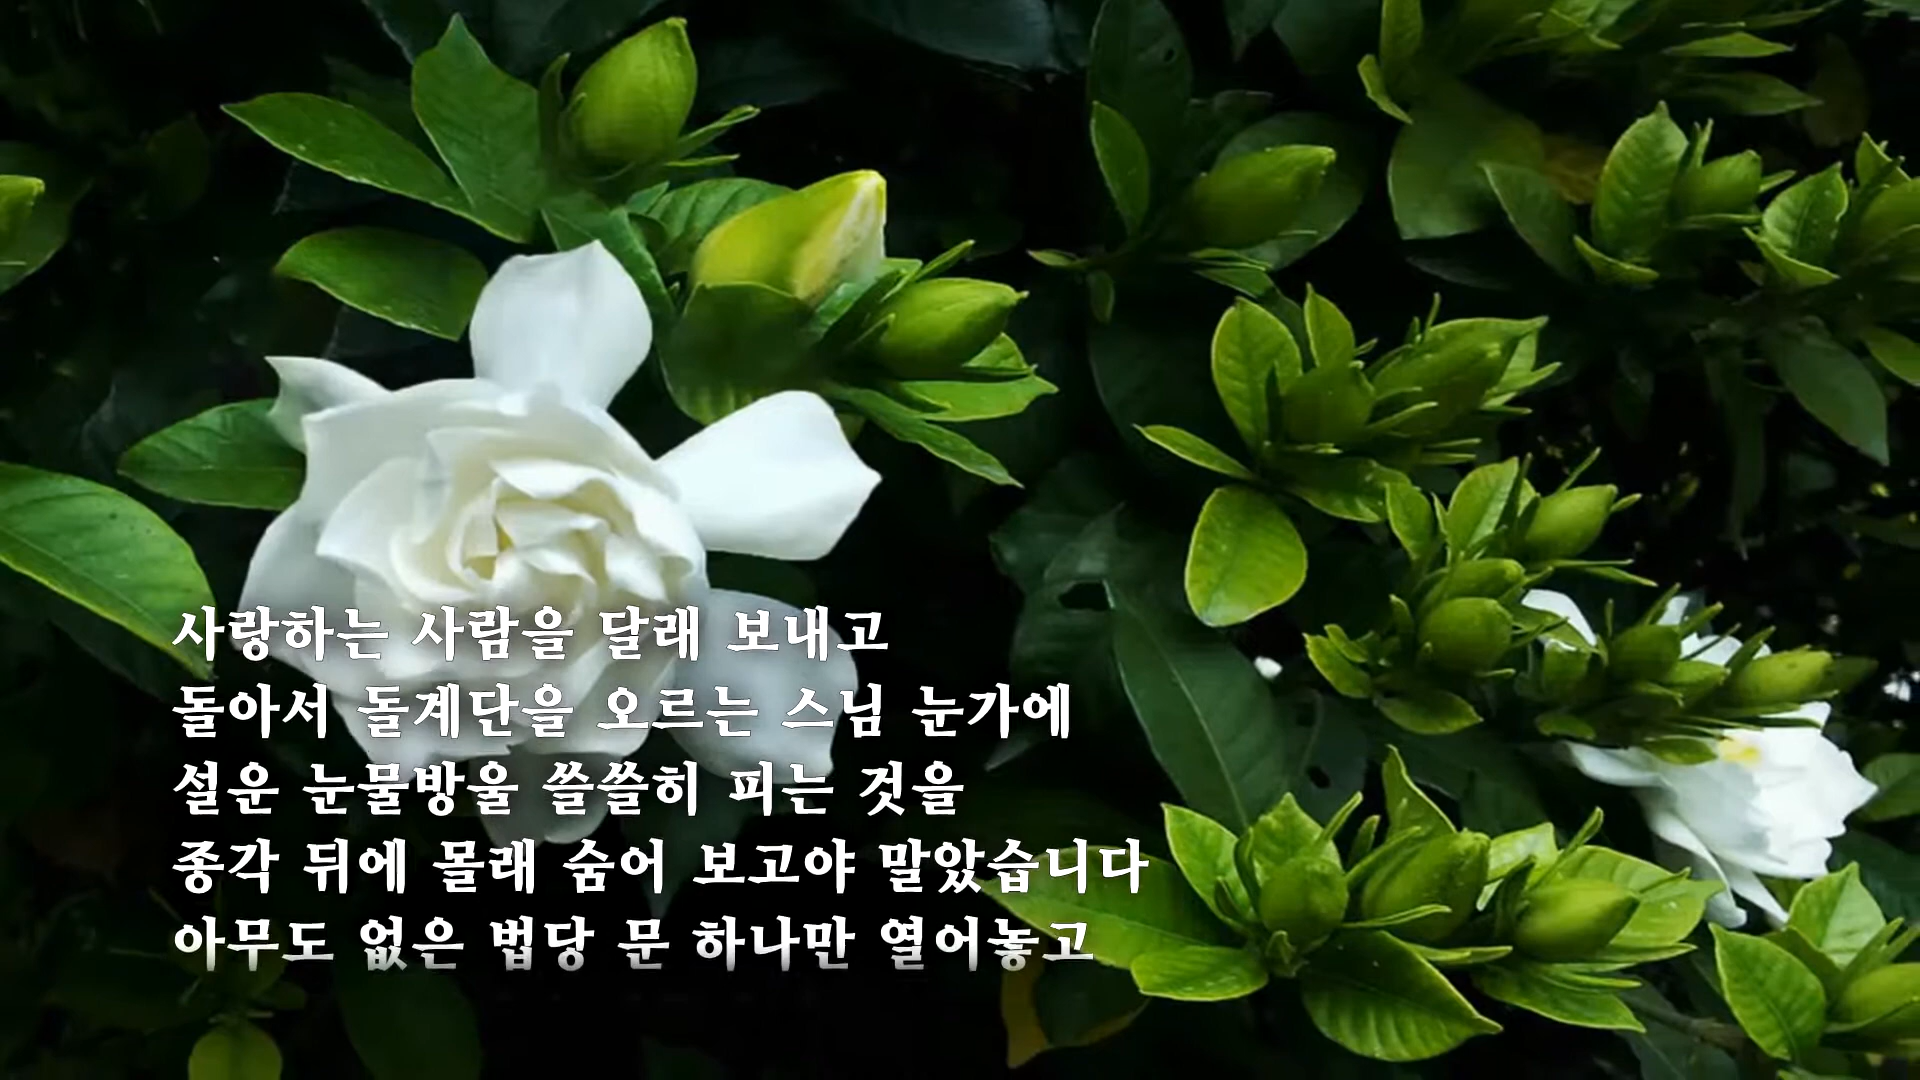 사랑하는 사람을 달래 보내고
돌아서 돌계단을 오르는 스님 눈가에
설운 눈물방울 쓸쓸히 피는 것을
종각 뒤에 몰래 숨어 보고야 말았습니다
아무도 없은 법당 문 하나만 열어놓고